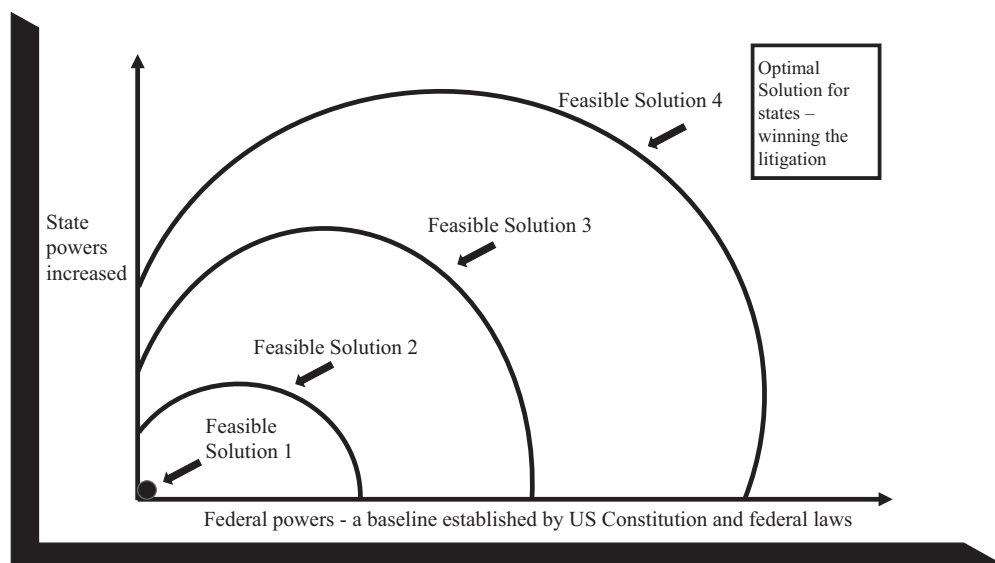 Feasible Solution 4
Optimal
Solution for
states –
winning the
litigation
State
powers
increased
Feasible Solution 3
Feasible Solution 2
Feasible
Solution 1
Federal powers - a baseline established by US Constitution and federal laws